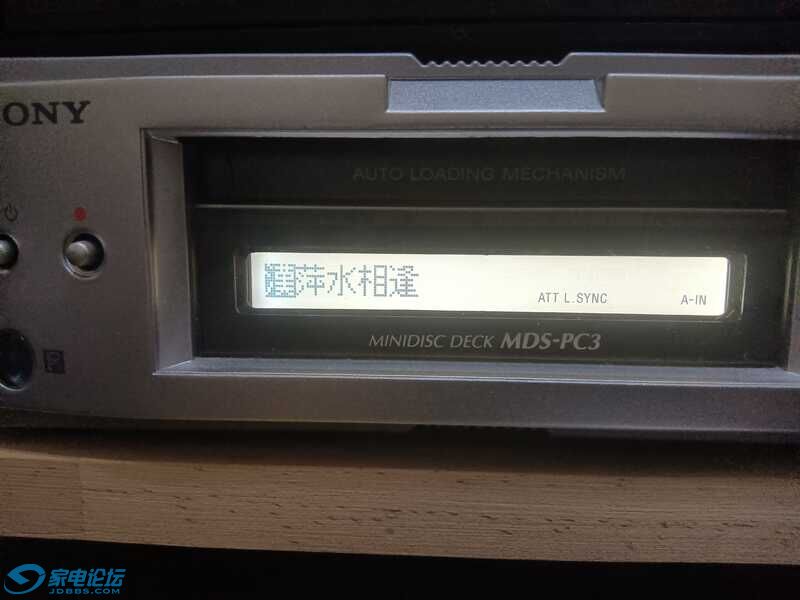 SONY
AUTO LOADING MECHANISM
萍水相逢
ATT L.SYNC A-IN
MINIDISC DECK MDS-PC3
P
家电论坛
JDBBS.COM